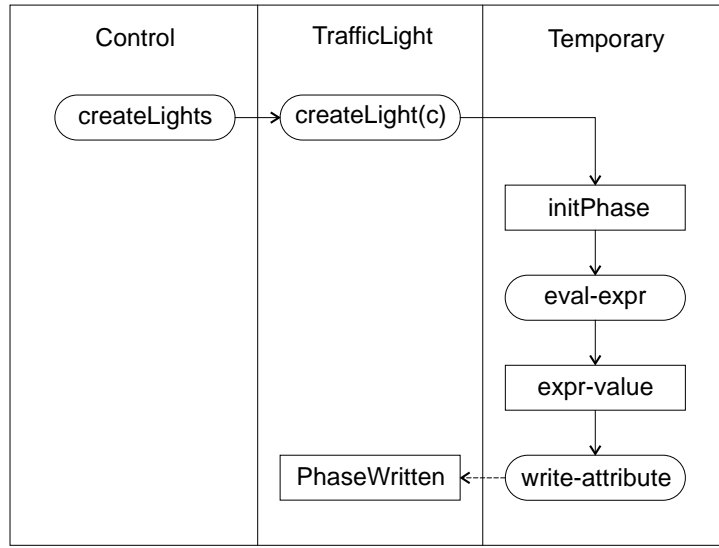 Control
TrafficLight
Temporary
createLights
createLight(c)
initPhase
eval-expr
expr-value
PhaseWritten
write-attribute